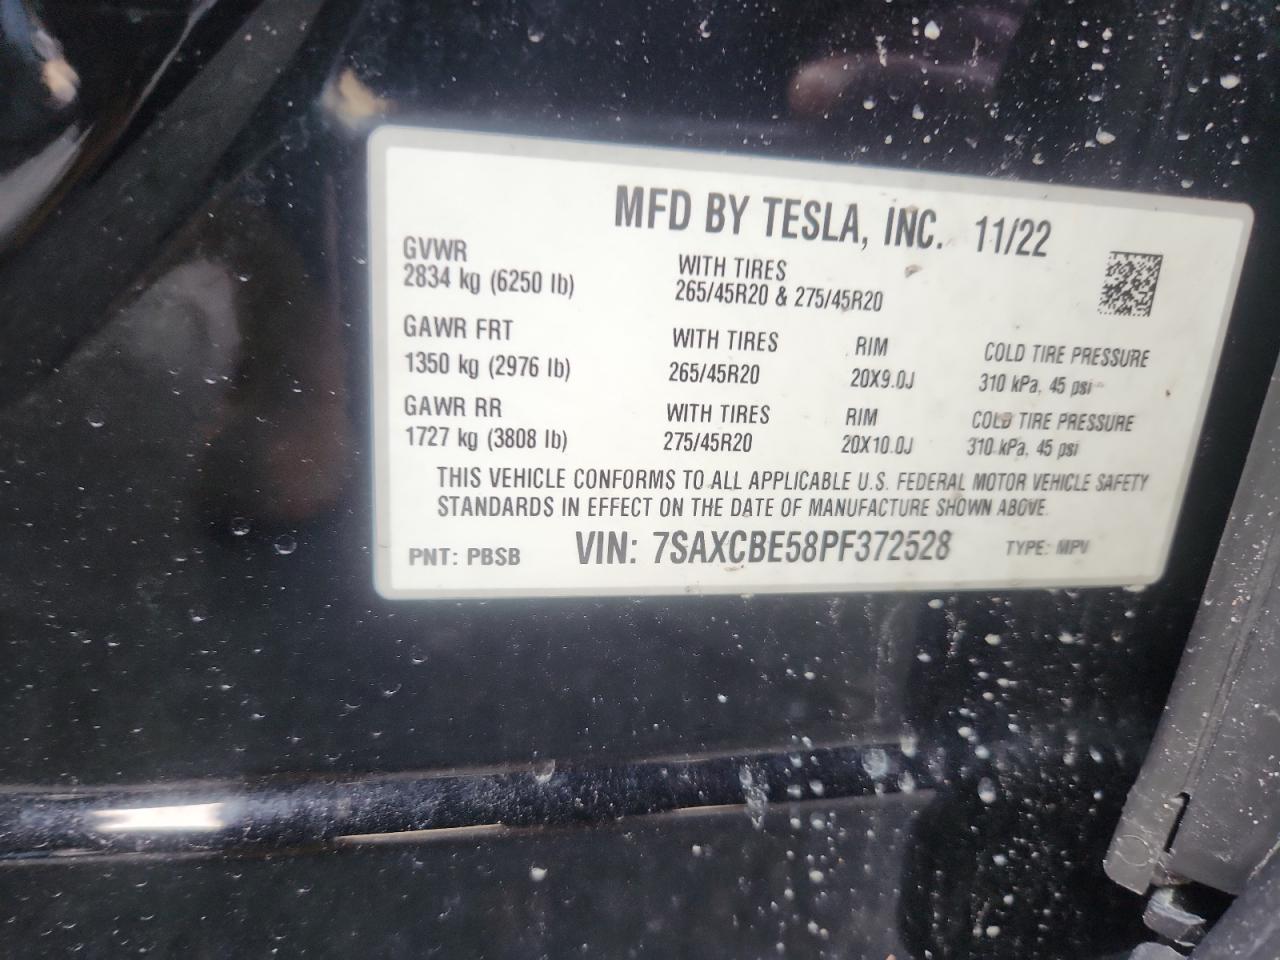 MFD BY TESLA, INC. 11/22
GVWR
2834 kg (6250 lb)
WITH TIRES
265/45R20 & 275/45R20
GAWR FRT
1350 kg (2976 lb)
WITH TIRES
265/45R20
RIM
20X9.0J
COLD TIRE PRESSURE
310 kPa, 45 psi
GAWR RR
1727 kg (3808 lb)
WITH TIRES
275/45R20
RIM
20X10.0J
COLD TIRE PRESSURE
310 kPa, 45 psi
THIS VEHICLE CONFORMS TO ALL APPLICABLE U.S. FEDERAL MOTOR VEHICLE SAFETY
STANDARDS IN EFFECT ON THE DATE OF MANUFACTURE SHOWN ABOVE.
PNT: PBSB VIN: 7SAXCBE58PF372528 TYPE: MPV